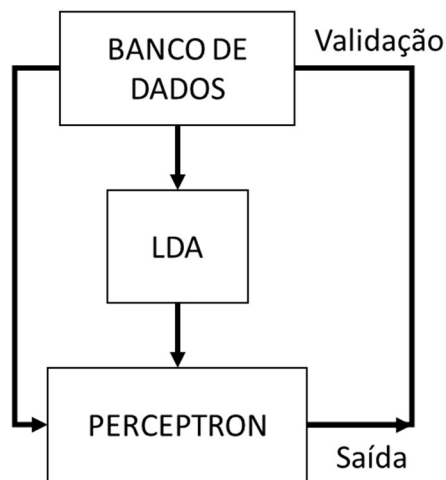 BANCO DE
DADOS
Validação
LDA
PERCEPTRON
Saída